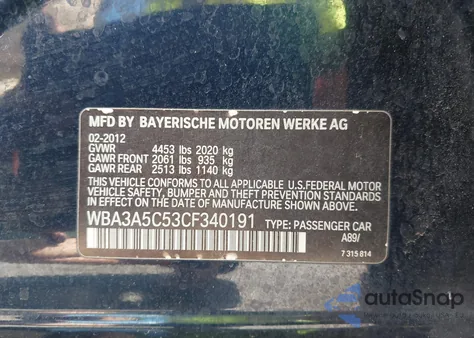 MFD BY BAYERISCHE MOTOREN WERKE AG
02-2012
GVWR 4453 lbs 2020 kg
GAWR FRONT 2061 lbs 935 kg
GAWR REAR 2513 lbs 1140 kg
THIS VEHICLE CONFORMS TO ALL APPLICABLE U.S.FEDERAL MOTOR
VEHICLE SAFETY, BUMPER, AND THEFT PREVENTION STANDARDS IN
EFFECT ON THE DATE OF MANUFACTURE SHOWN ABOVE.
WBA3A5C53CF340191 TYPE: PASSENGER CAR
A89/
7 315 814
autoSnap